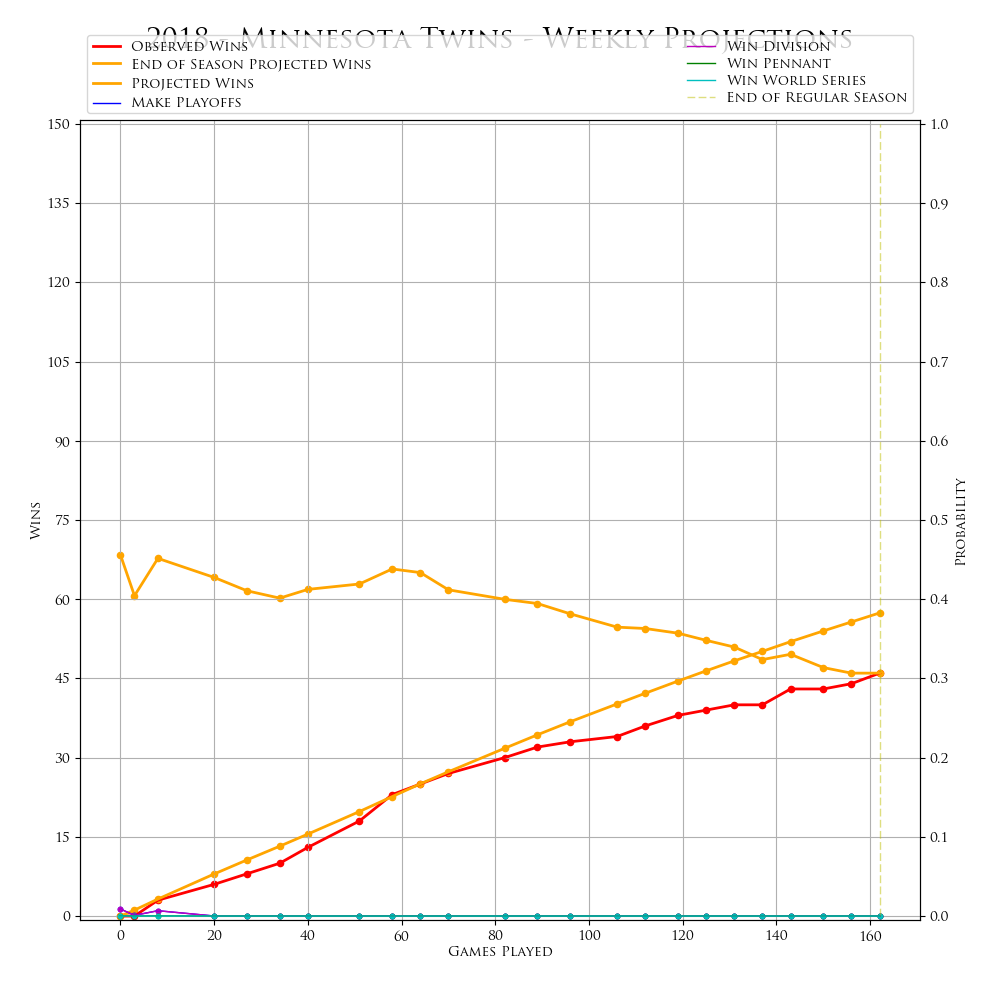 2018 - Minnesota Twins - Weekly Projections
Observed Wins
End of Season Projected Wins
Projected Wins
Make Playoffs
Win Division
Win Pennant
Win World Series
End of Regular Season
150
135
120
105
90
75
60
45
30
15
0
Wins
1.0
0.9
0.8
0.7
0.6
0.5
0.4
0.3
0.2
0.1
0.0
Probability
0 20 40 60 80 100 120 140 160
Games Played